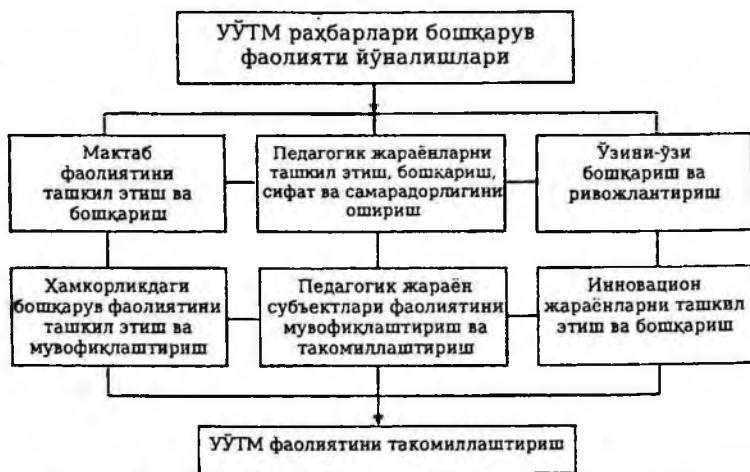 УЎТМ раҳбарлари бошқарув
фаолияти йўналишлари
Мактаб
фаолиятини
ташкил этиш ва
бошқариш
Педагогик жараёнларни
ташкил этиш, бошқариш,
сифат ва самарадорлигини
ошириш
Ўзини-ўзи
бошқариш ва
ривожлантириш
Ҳамкорликдаги
бошқарув фаолиятини
ташкил этиш ва
мувофиқлаштириш
Педагогик жараён
субъектлари фаолиятини
мувофиқлаштириш ва
такомиллаштириш
Инновацион
жараёнларни ташкил
этиш ва бошқариш
УЎТМ фаолиятини такомиллаштириш